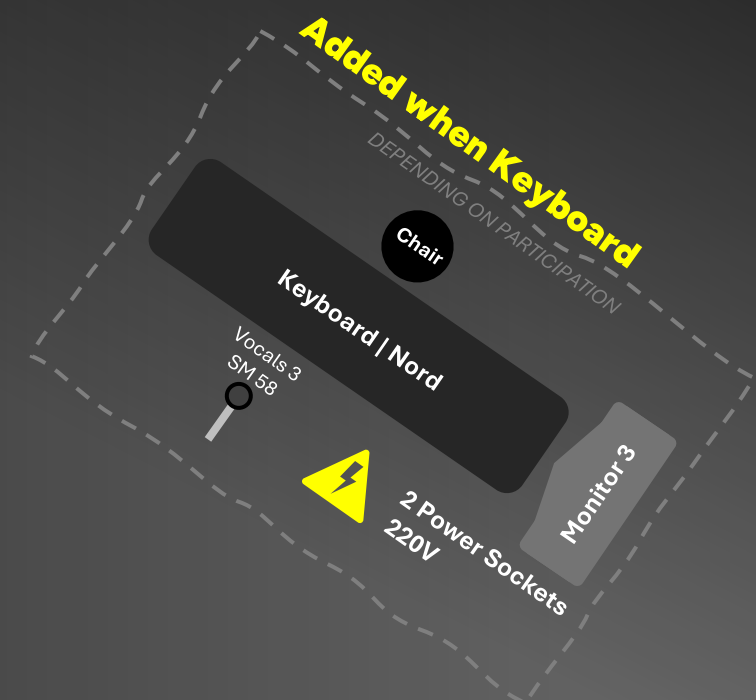 Added when Keyboard
DEPENDING ON PARTICIPATION
Chair
Keyboard | Nord
Vocals 3
SM 58
Monitor 3
2 Power Sockets
220V